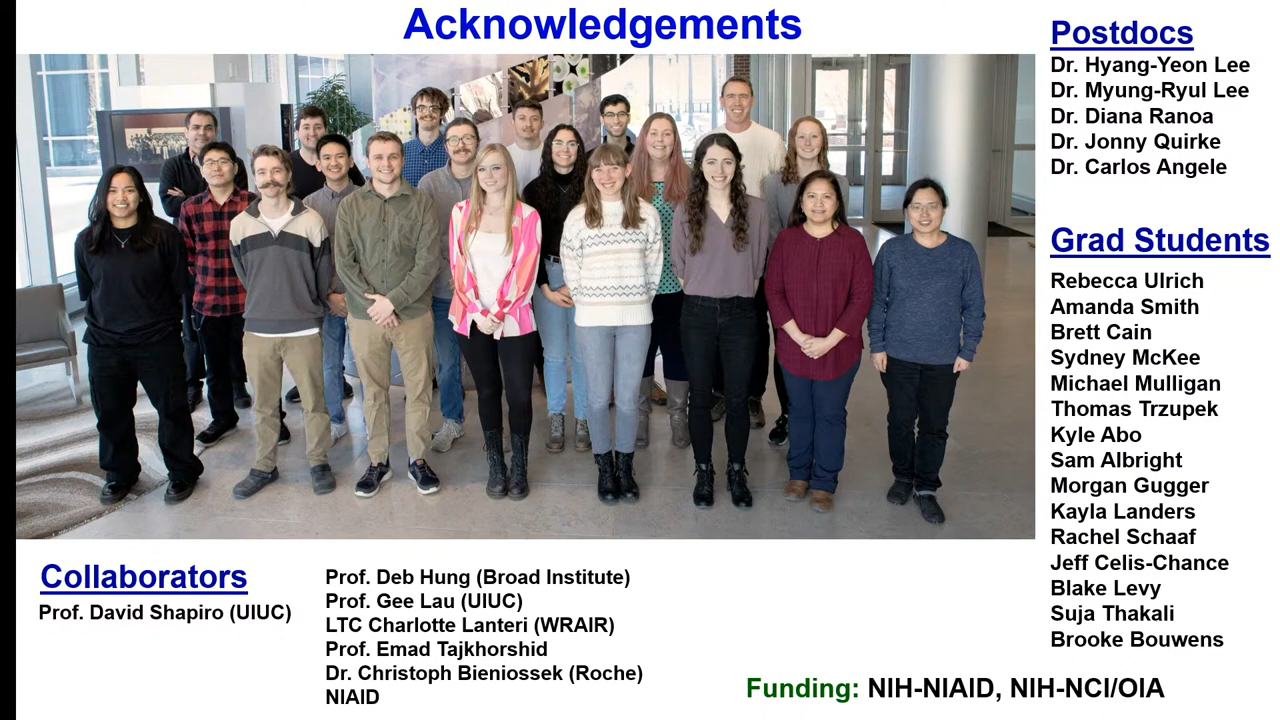 Acknowledgements
Postdocs
Dr. Hyang-Yeon Lee
Dr. Myung-Ryul Lee
Dr. Diana Ranoa
Dr. Jonny Quirke
Dr. Carlos Angele
Grad Students
Rebecca Ulrich
Amanda Smith
Brett Cain
Sydney McKee
Michael Mulligan
Thomas Trzupek
Kyle Abo
Sam Albright
Morgan Gugger
Kayla Landers
Rachel Schaaf
Jeff Celis-Chance
Blake Levy
Suja Thakali
Brooke Bouwens
Collaborators
Prof. David Shapiro (UIUC)
Prof. Deb Hung (Broad Institute)
Prof. Gee Lau (UIUC)
LTC Charlotte Lanteri (WRAIR)
Prof. Emad Tajkhorshid
Dr. Christoph Bieniossek (Roche)
NIAID
Funding: NIH-NIAID, NIH-NCI/OIA